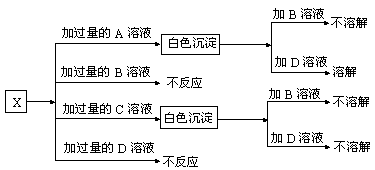 加过量的 A 溶液
白色沉淀
加 B 溶液
不溶解
加 D 溶液
溶解
加过量的 B 溶液
不反应
X
加过量的 C 溶液
白色沉淀
加 B 溶液
不溶解
加 D 溶液
不溶解
加过量的 D 溶液
不反应